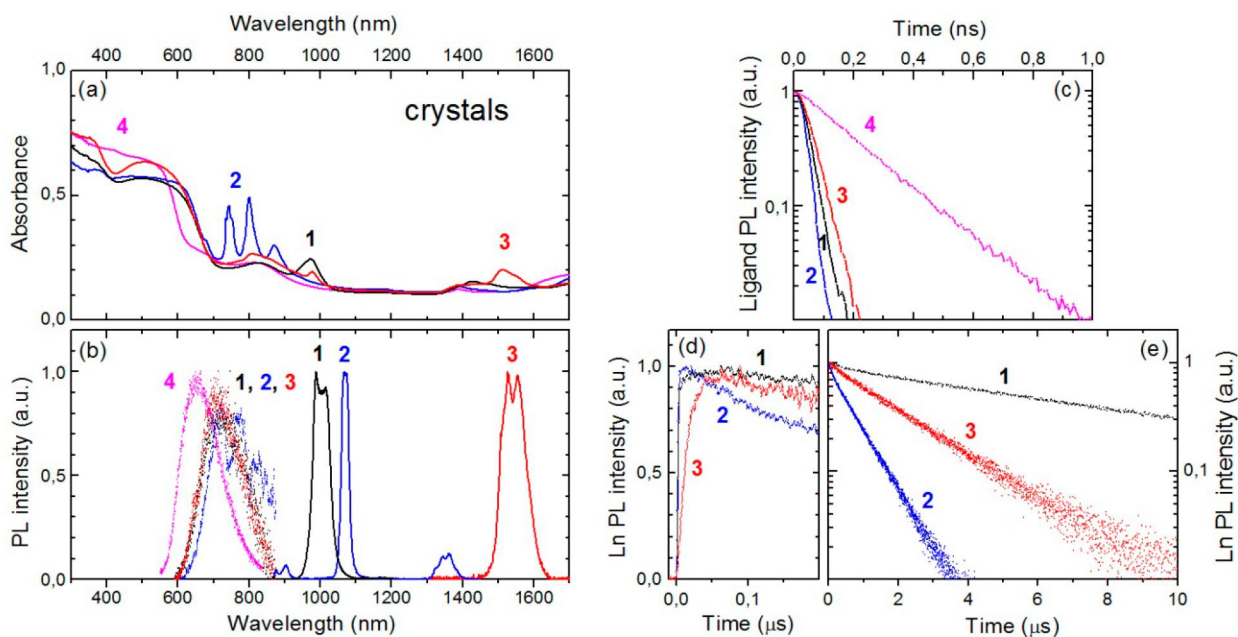 Wavelength (nm)
400 600 800 1000 1200 1400 1600
(a)
crystals
4
2
1
3
1,0
0,5
0,0
Absorbance
(b)
4
1, 2, 3
1
2
3
1,0
0,5
0,0
PL intensity (a.u.)
400 600 800 1000 1200 1400 1600
Wavelength (nm)
Time (ns)
0,0 0,2 0,4 0,6 0,8 1,0
(c)
4
3
1
2
1
0,1
Ligand PL intensity (a.u.)
(d)
1
2
3
1,0
0,5
0,0
Ln PL intensity (a.u.)
0,0 0,1
Time (μs)
(e)
1
3
2
1
0,1
Ln PL intensity (a.u.)
0 2 4 6 8 10
Time (μs)